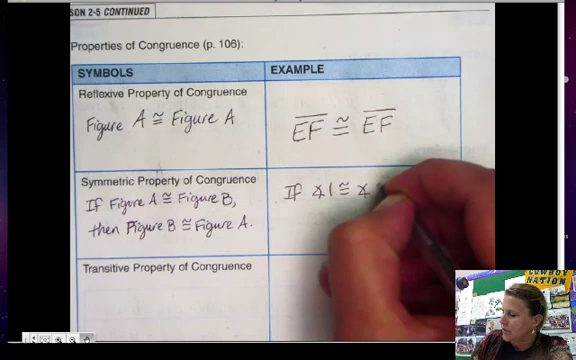 SON 2-5 CONTINUED
Properties of Congruence (p. 106):
SYMBOLS
EXAMPLE
Reflexive Property of Congruence
Figure A ≅ Figure A
EF ≅ EF
Symmetric Property of Congruence
If Figure A ≅ Figure B,
then Figure B ≅ Figure A.
If ∡1 ≅ ∡
Transitive Property of Congruence
COWBOY
NATION